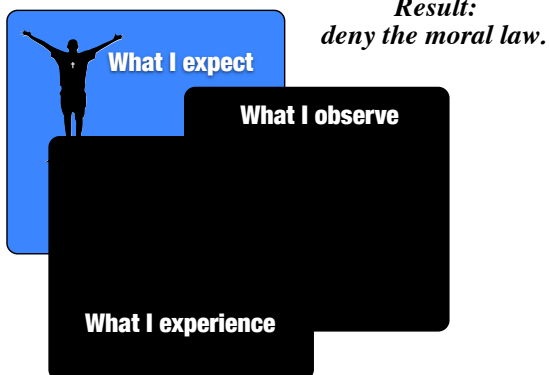 Result:
deny the moral law.
What I expect
What I observe
What I experience